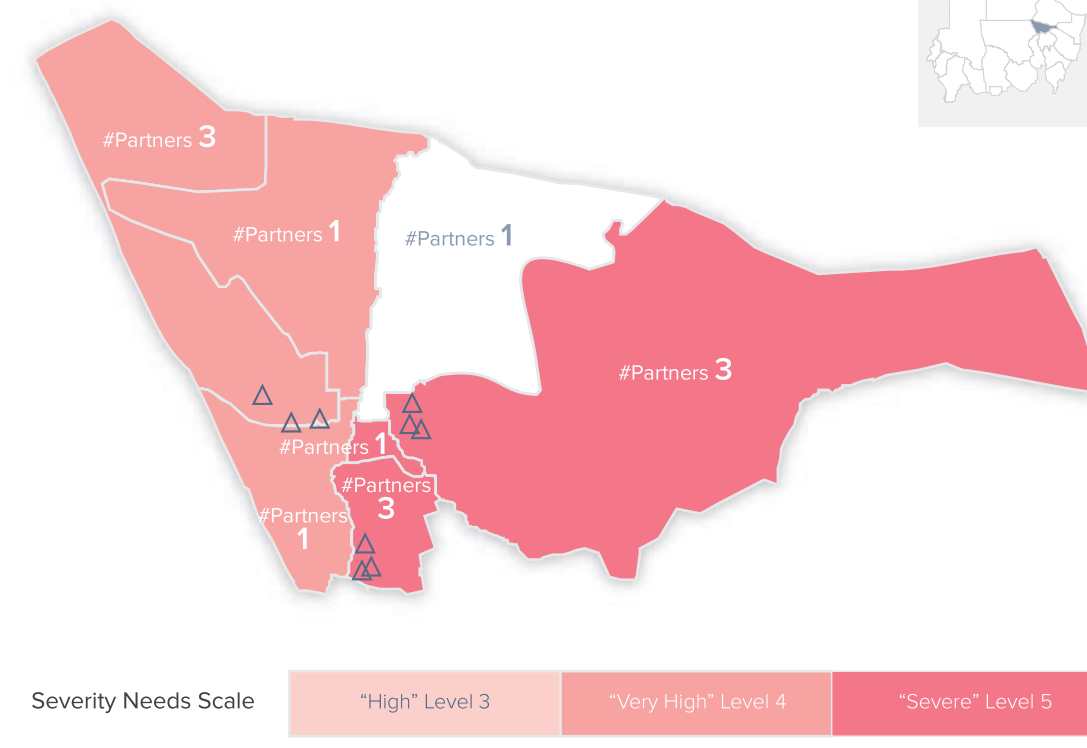 #Partners 3
#Partners 1
#Partners 1
#Partners 3
#Partners 1
#Partners
3
#Partners
1
Severity Needs Scale
“High” Level 3
“Very High” Level 4
“Severe” Level 5